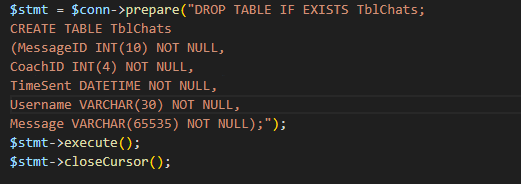 $stmt = $conn->prepare("DROP TABLE IF EXISTS TblChats;
CREATE TABLE TblChats
(MessageID INT(10) NOT NULL,
CoachID INT(4) NOT NULL,
TimeSent DATETIME NOT NULL,
Username VARCHAR(30) NOT NULL,
Message VARCHAR(65535) NOT NULL);");
$stmt->execute();
$stmt->closeCursor();